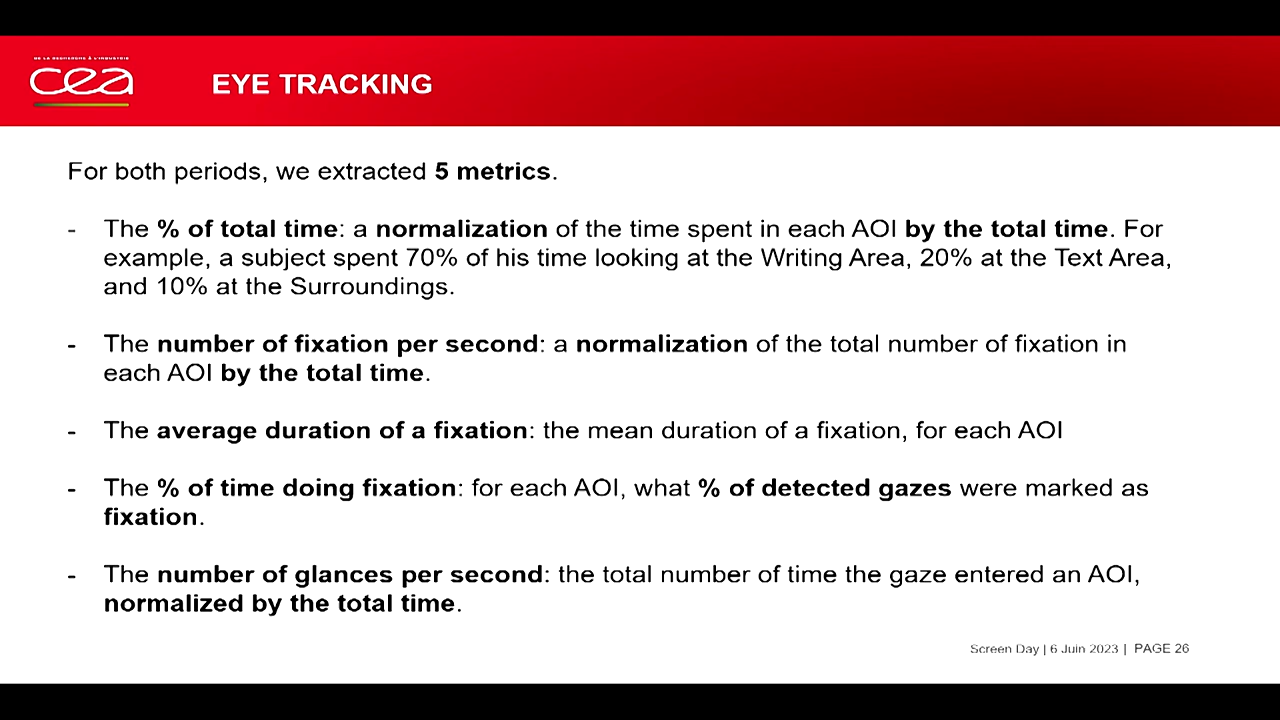 DE LA RECHERCHE À L'INDUSTRIE
cea
EYE TRACKING
For both periods, we extracted 5 metrics.
- The % of total time: a normalization of the time spent in each AOI by the total time. For
example, a subject spent 70% of his time looking at the Writing Area, 20% at the Text Area,
and 10% at the Surroundings.
- The number of fixation per second: a normalization of the total number of fixation in
each AOI by the total time.
- The average duration of a fixation: the mean duration of a fixation, for each AOI
- The % of time doing fixation: for each AOI, what % of detected gazes were marked as
fixation.
- The number of glances per second: the total number of time the gaze entered an AOI,
normalized by the total time.
Screen Day | 6 Juin 2023 | PAGE 26